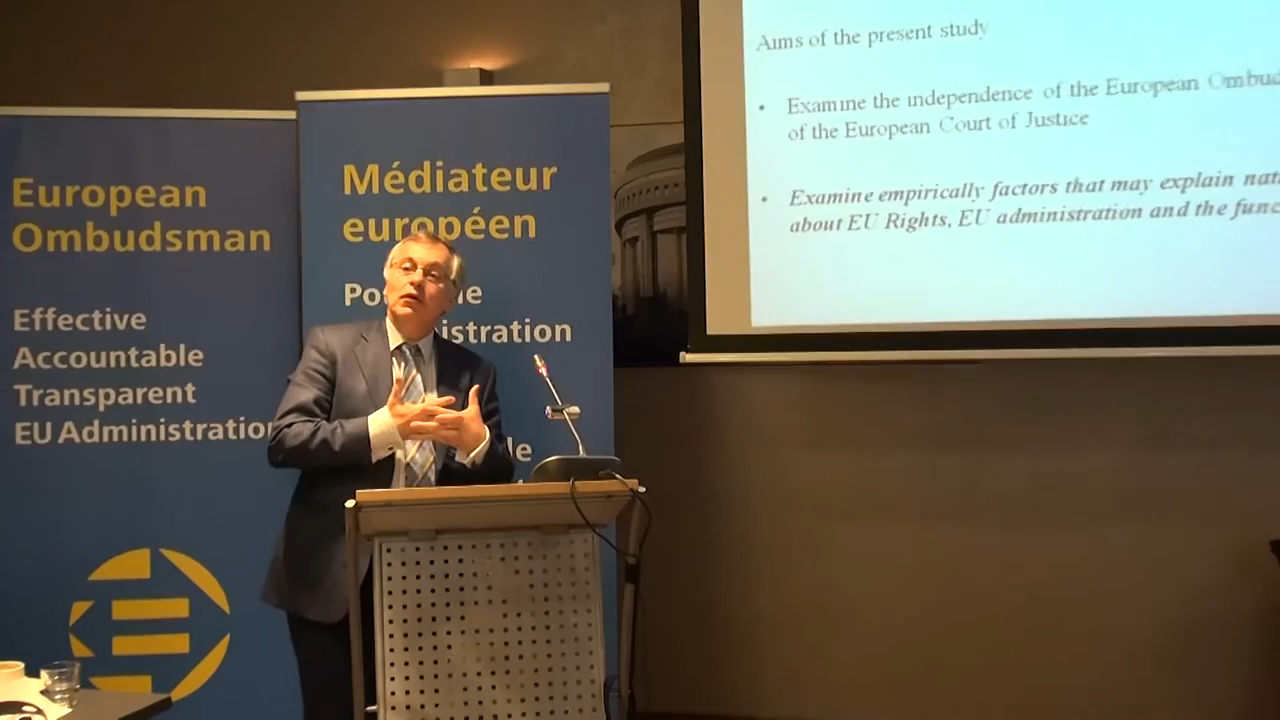 European
Ombudsman
Effective
Accountable
Transparent
EU Administration
Médiateur
européen
Aims of the present study
• Examine the independence of the European
of the European Court of Justice
• Examine empirically factors that may explain
about EU Rights, EU administration and the